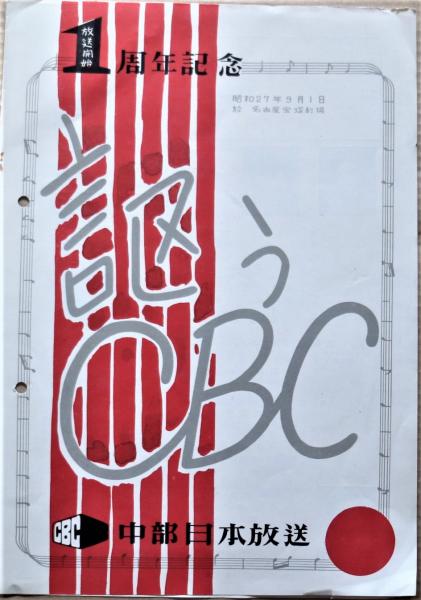 放送開始
1周年記念
昭和27年9月1日
於 名古屋宝塚劇場
謳う
CBC
CBC 中部日本放送